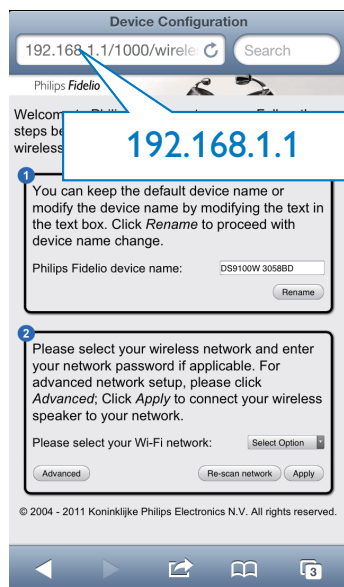 Device Configuration
192.168.1.1/1000/wirele
Search
Philips Fidelio
192.168.1.1
steps be
wireless
1
You can keep the default device name or
modify the device name by modifying the text in
the text box. Click Rename to proceed with
device name change.
Philips Fidelio device name: DS9100W 3058BD
Rename
2
Please select your wireless network and enter
your network password if applicable. For
advanced network setup, please click
Advanced; Click Apply to connect your wireless
speaker to your network.
Please select your Wi-Fi network: Select Option
Advanced Re-scan network Apply
© 2004 - 2011 Koninklijke Philips Electronics N.V. All rights reserved.
3